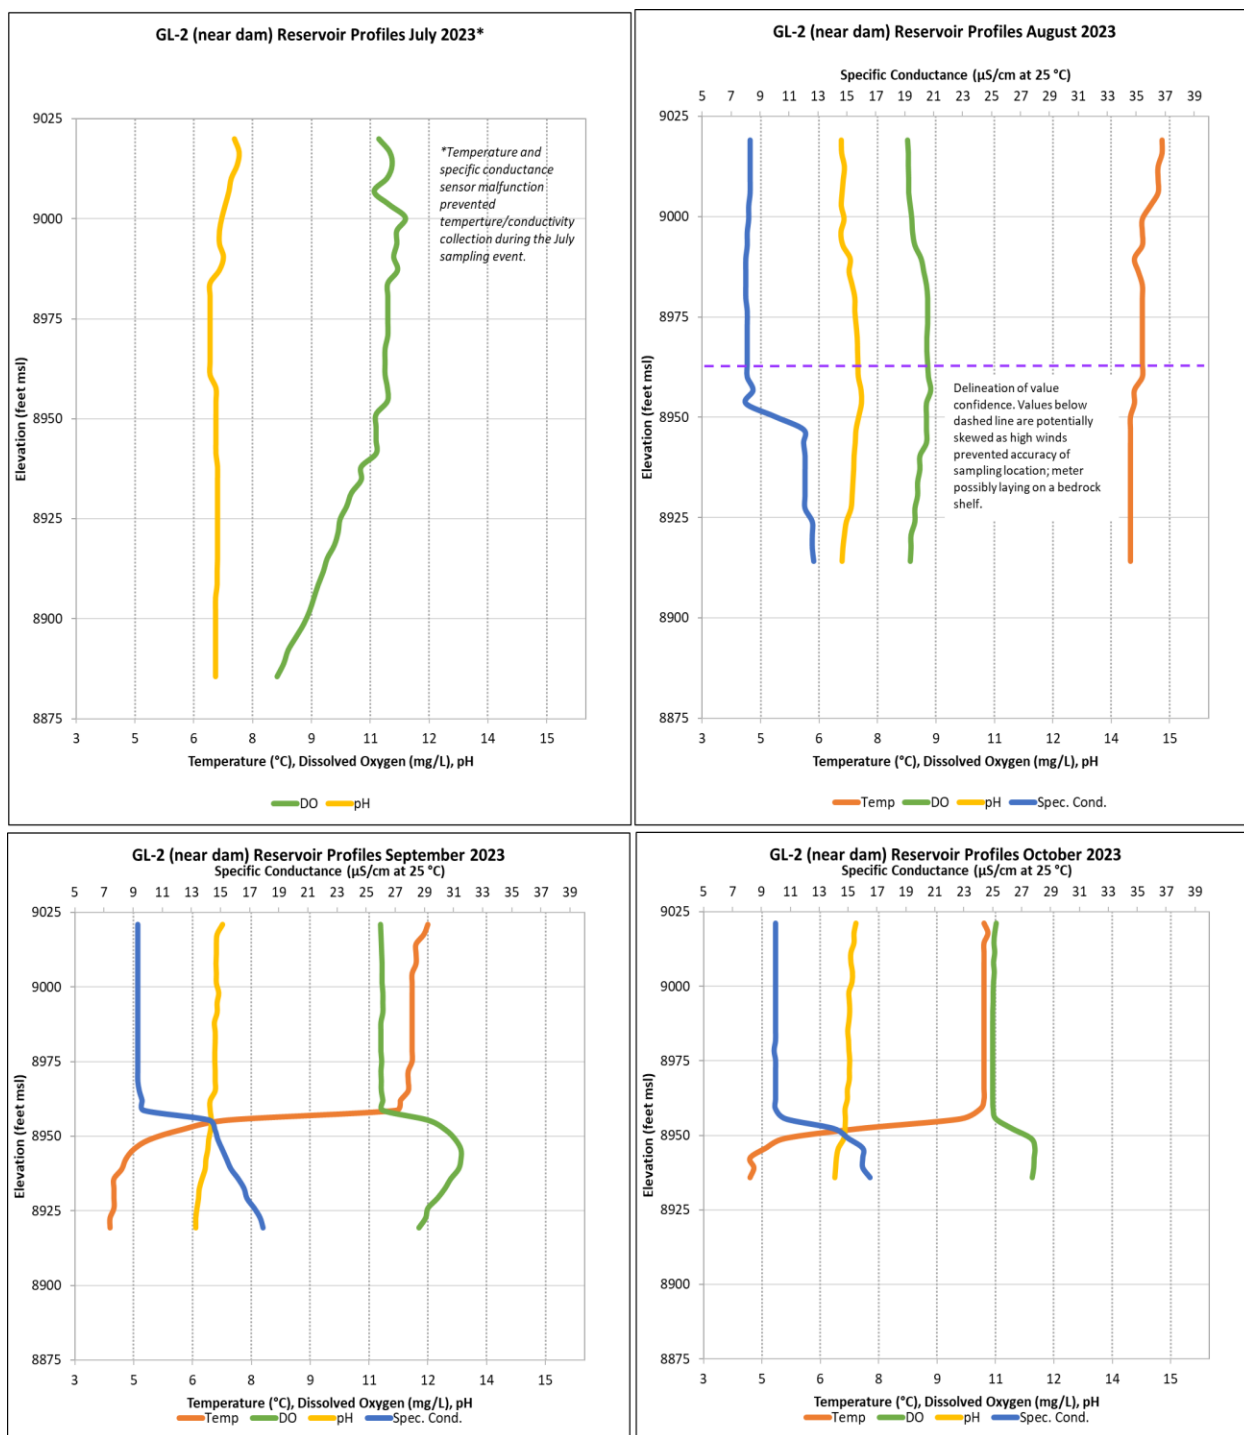 GL-2 (near dam) Reservoir Profiles July 2023*
9025
9000
8975
8950
8925
8900
8875
Elevation (feet msl)
*Temperature and
specific conductance
sensor malfunction
prevented
temperture/conductivity
collection during the July
sampling event.
3 5 6 8 9 11 12 14 15
Temperature (°C), Dissolved Oxygen (mg/L), pH
DO pH
GL-2 (near dam) Reservoir Profiles August 2023
Specific Conductance (µS/cm at 25 °C)
5 7 8 9 11 12 13 15 17 19 20 21 23 25 27 29 31 33 35 36 37 39
9025
9000
8975
8950
8925
8900
8875
Elevation (feet msl)
Delineation of value
confidence. Values below
dashed line are potentially
skewed as high winds
prevented accuracy of
sampling location; meter
possibly laying on a bedrock
shelf.
3 5 6 8 9 11 12 14 15
Temperature (°C), Dissolved Oxygen (mg/L), pH
Temp DO pH Spec. Cond.
GL-2 (near dam) Reservoir Profiles September 2023
Specific Conductance (µS/cm at 25 °C)
5 7 9 11 13 15 17 19 21 23 25 27 29 31 33 35 37 39
9025
9000
8975
8950
8925
8900
8875
Elevation (feet msl)
3 5 6 8 9 11 12 14 15
Temperature (°C), Dissolved Oxygen (mg/L), pH
Temp DO pH Spec. Cond.
GL-2 (near dam) Reservoir Profiles October 2023
Specific Conductance (µS/cm at 25 °C)
5 7 9 11 13 15 17 19 21 23 25 27 29 31 33 35 37 39
9025
9000
8975
8950
8925
8900
8875
Elevation (feet msl)
3 5 6 8 9 11 12 14 15
Temperature (°C), Dissolved Oxygen (mg/L), pH
Temp DO pH Spec. Cond.